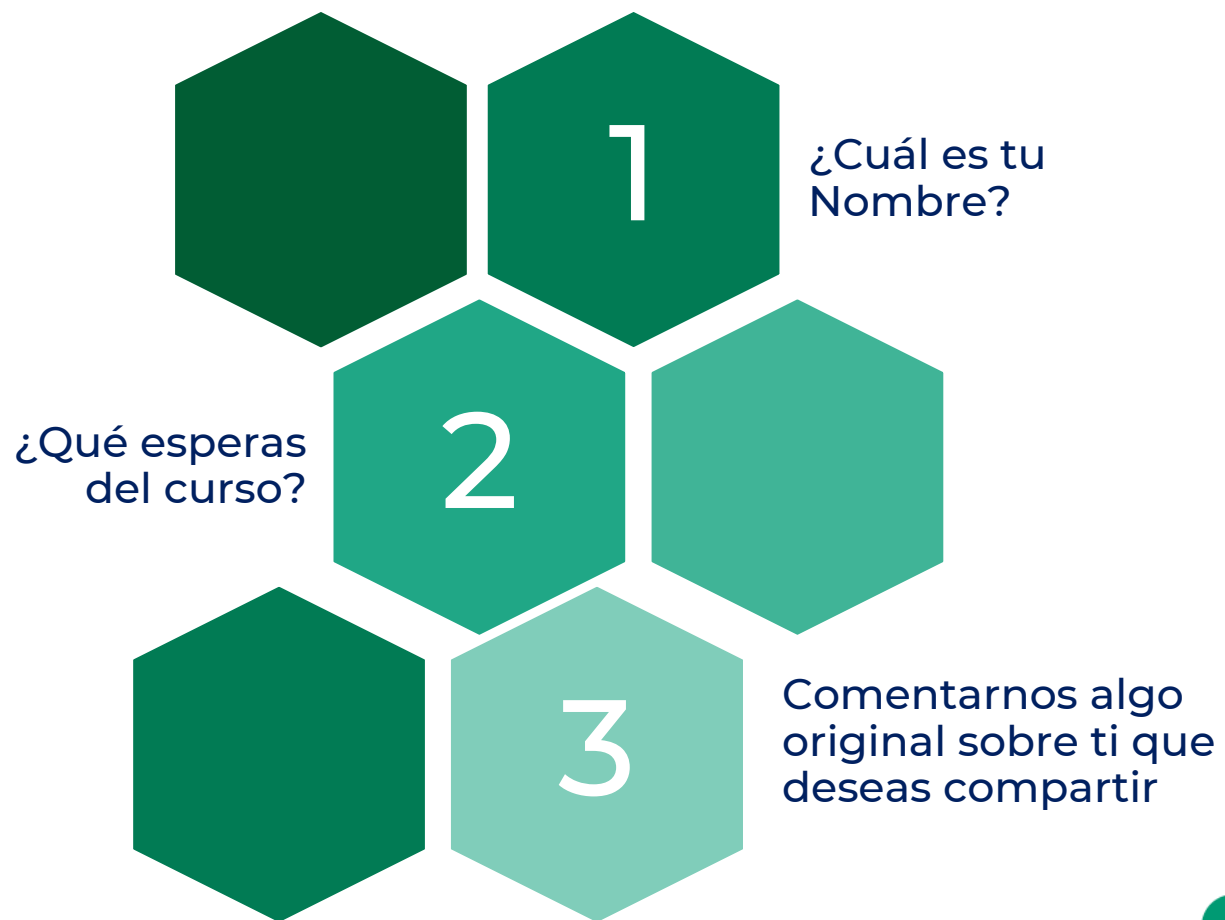 1
¿Cuál es tu
Nombre?
¿Qué esperas
del curso?
2
3
Comentarnos algo
original sobre ti que
deseas compartir